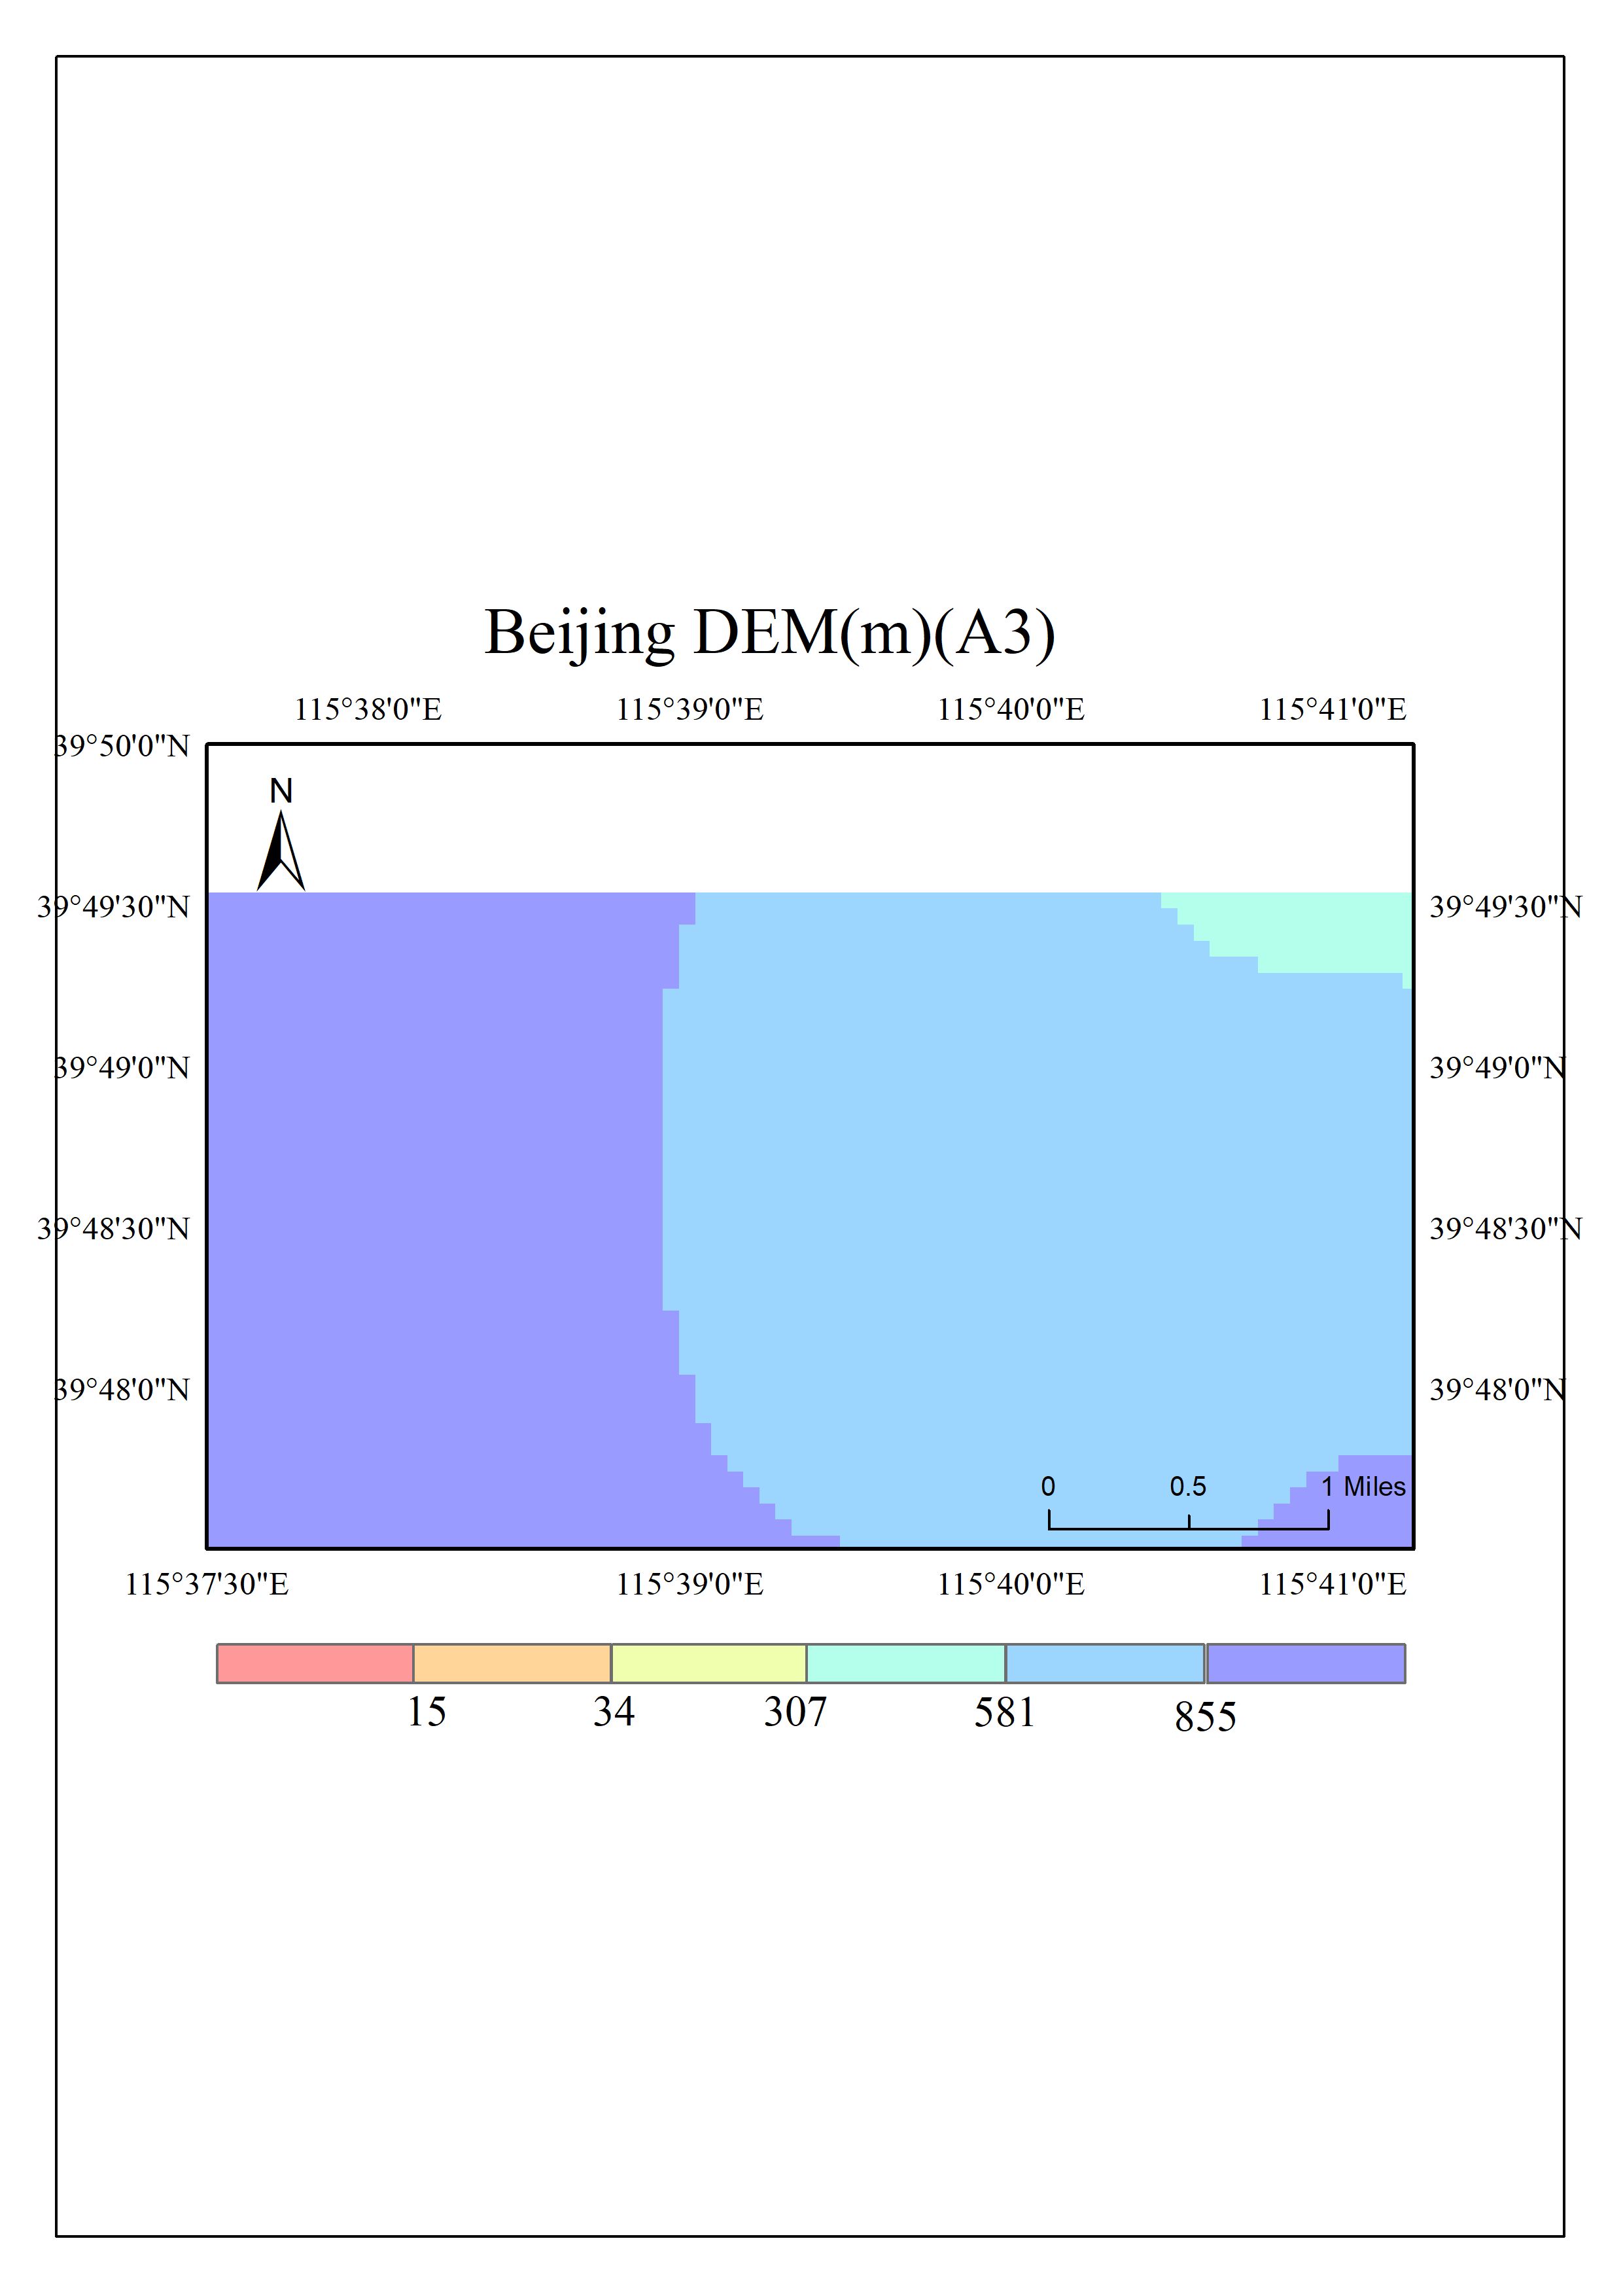 Beijing DEM(m)(A3)
115°38'0"E 115°39'0"E 115°40'0"E 115°41'0"E
39°50'0"N
N
39°49'30"N 39°49'30"N
39°49'0"N 39°49'0"N
39°48'30"N 39°48'30"N
39°48'0"N 39°48'0"N
0 0.5 1 Miles
115°37'30"E 115°39'0"E 115°40'0"E 115°41'0"E
15 34 307 581 855